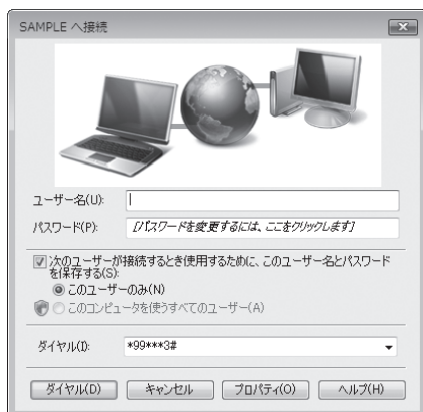 SAMPLE へ接続
ユーザー名(U):
パスワード(P):
[パスワードを変更するには、ここをクリックします]
次のユーザーが接続するとき使用するために、このユーザー名とパスワード
を保存する(S):
このユーザーのみ(N)
このコンピュータを使うすべてのユーザー(A)
ダイヤル(I):
*99***3#
ダイヤル(D)
キャンセル
プロパティ(O)
ヘルプ(H)